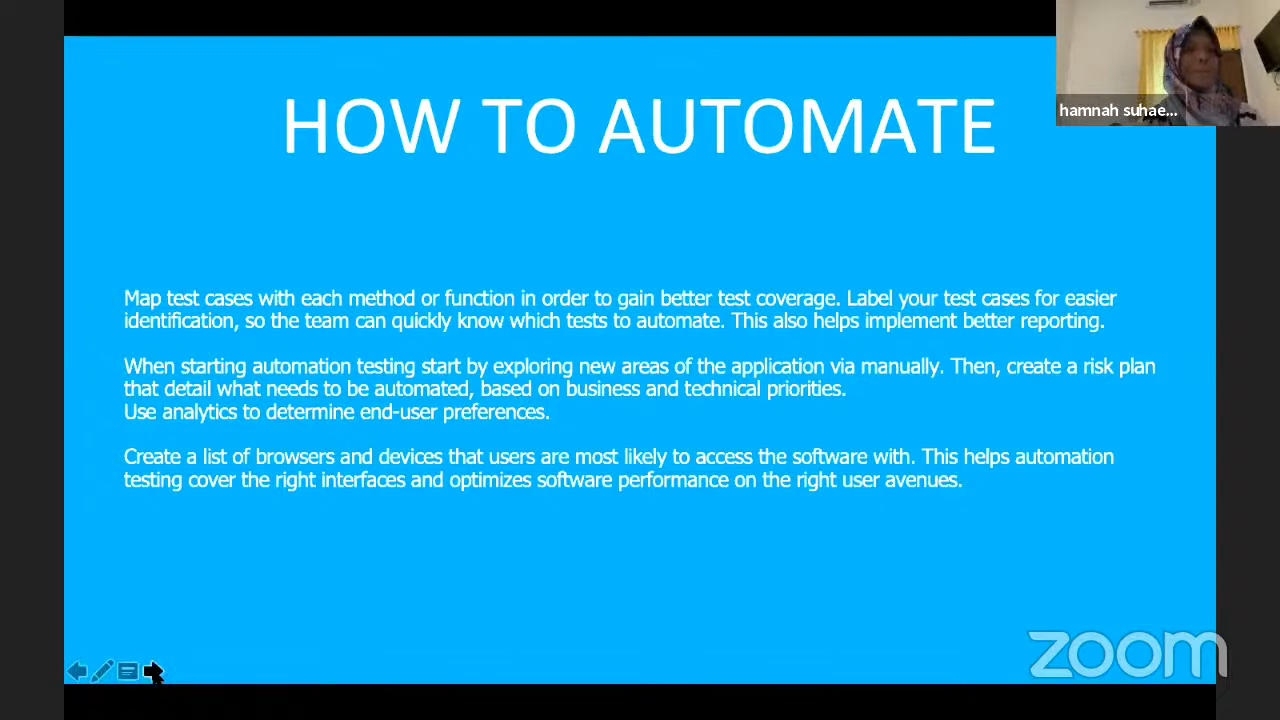 HOW TO AUTOMATE
hamnah suhae...
Map test cases with each method or function in order to gain better test coverage. Label your test cases for easier
identification, so the team can quickly know which tests to automate. This also helps implement better reporting.
When starting automation testing start by exploring new areas of the application via manually. Then, create a risk plan
that detail what needs to be automated, based on business and technical priorities.
Use analytics to determine end-user preferences.
Create a list of browsers and devices that users are most likely to access the software with. This helps automation
testing cover the right interfaces and optimizes software performance on the right user avenues.
zoom